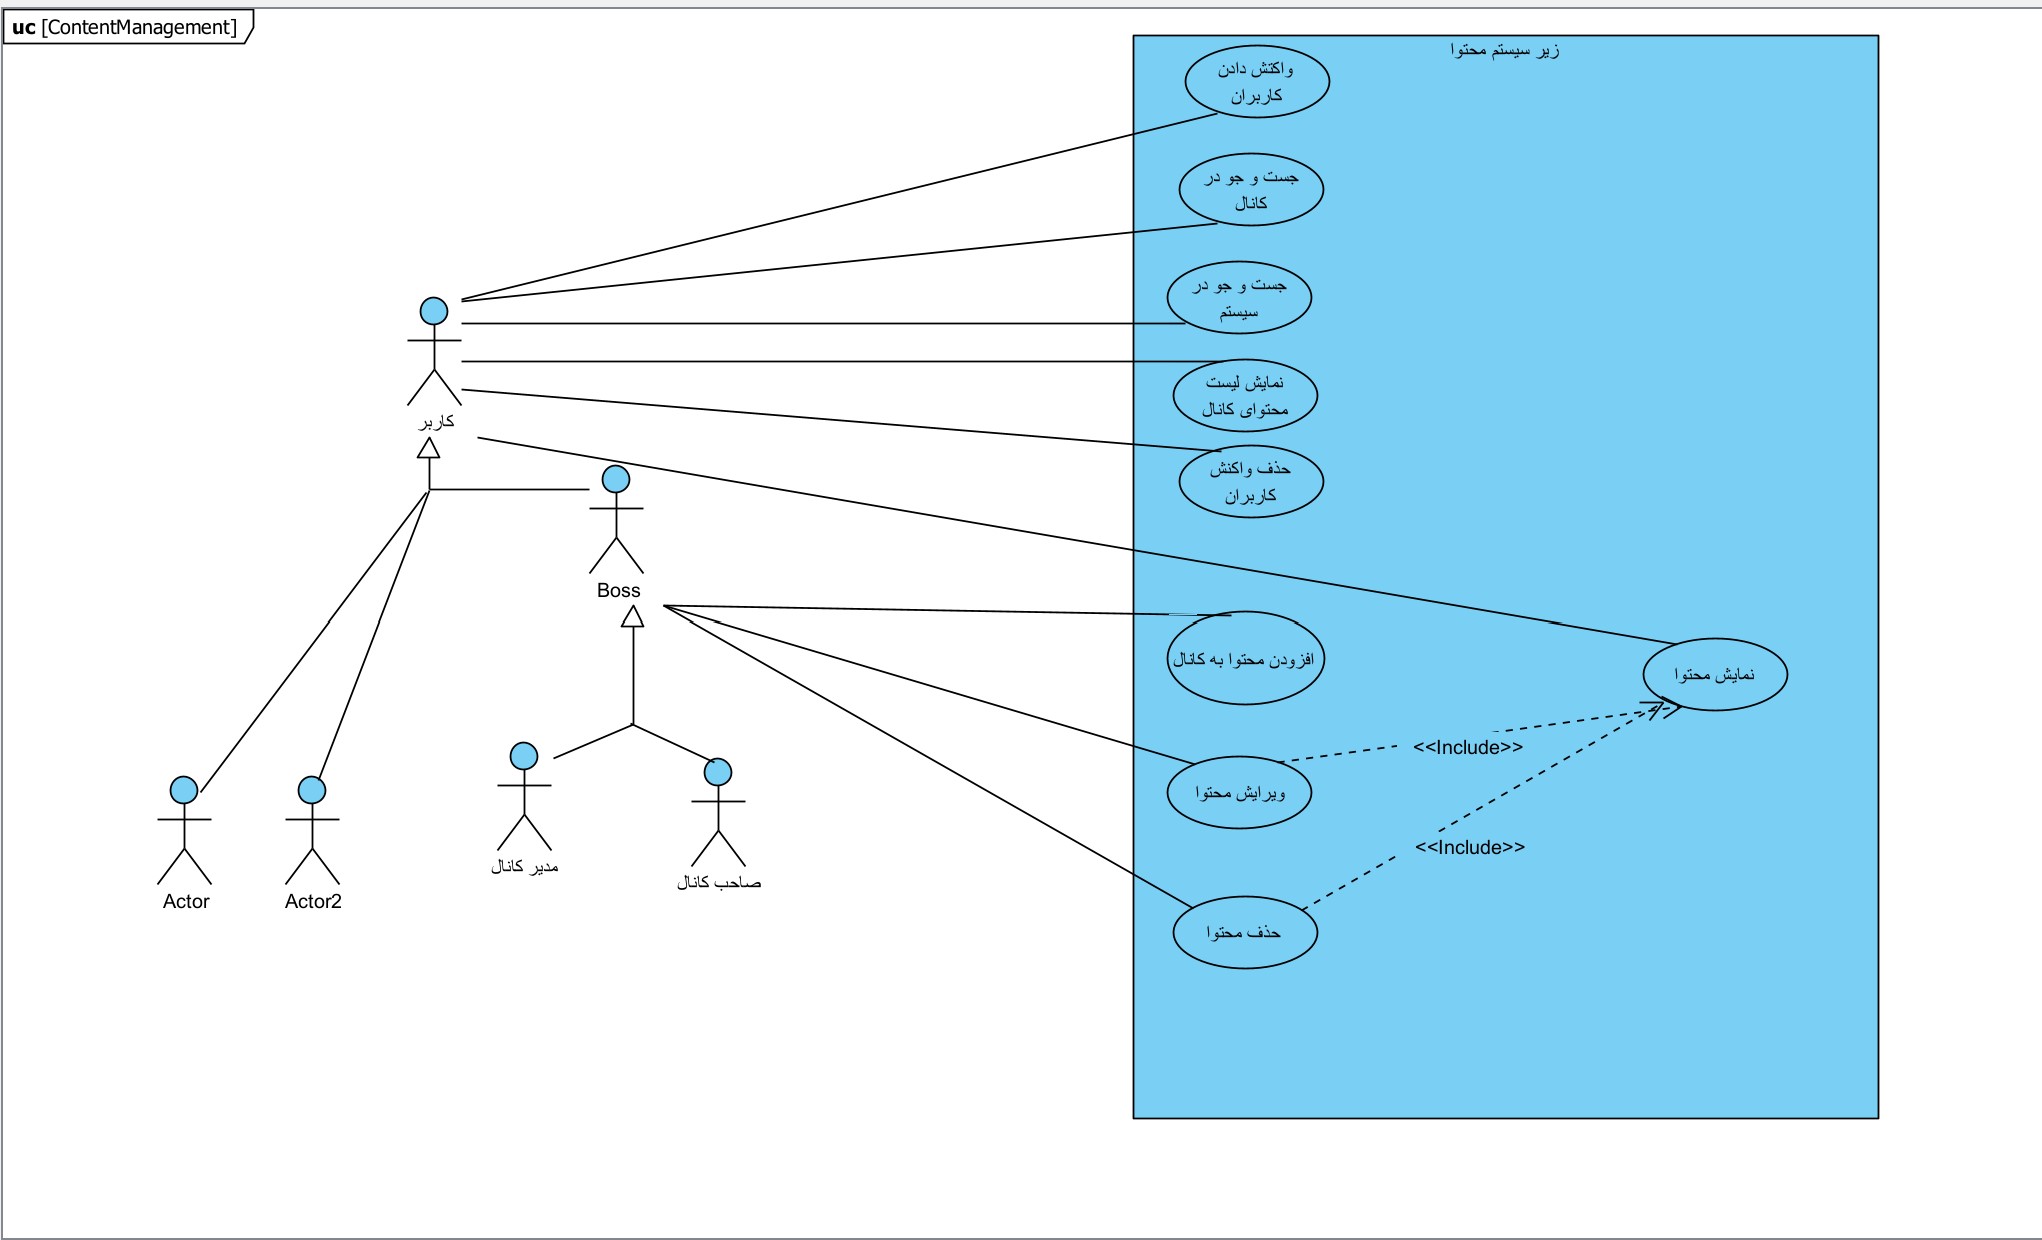 uc [ContentManagement]
زیر سیستم محتوا
واکتش دادن
کاربران
جست و جو در
کانال
جست و جو در
سیستم
نمایش لیست
محتوای کانال
حذف واکنش
کاربران
کاربر
Boss
افزودن محتوا به کانال
نمایش محتوا
<<Include>>
ویرایش محتوا
<<Include>>
حذف محتوا
مدیر کانال
صاحب کانال
Actor
Actor2